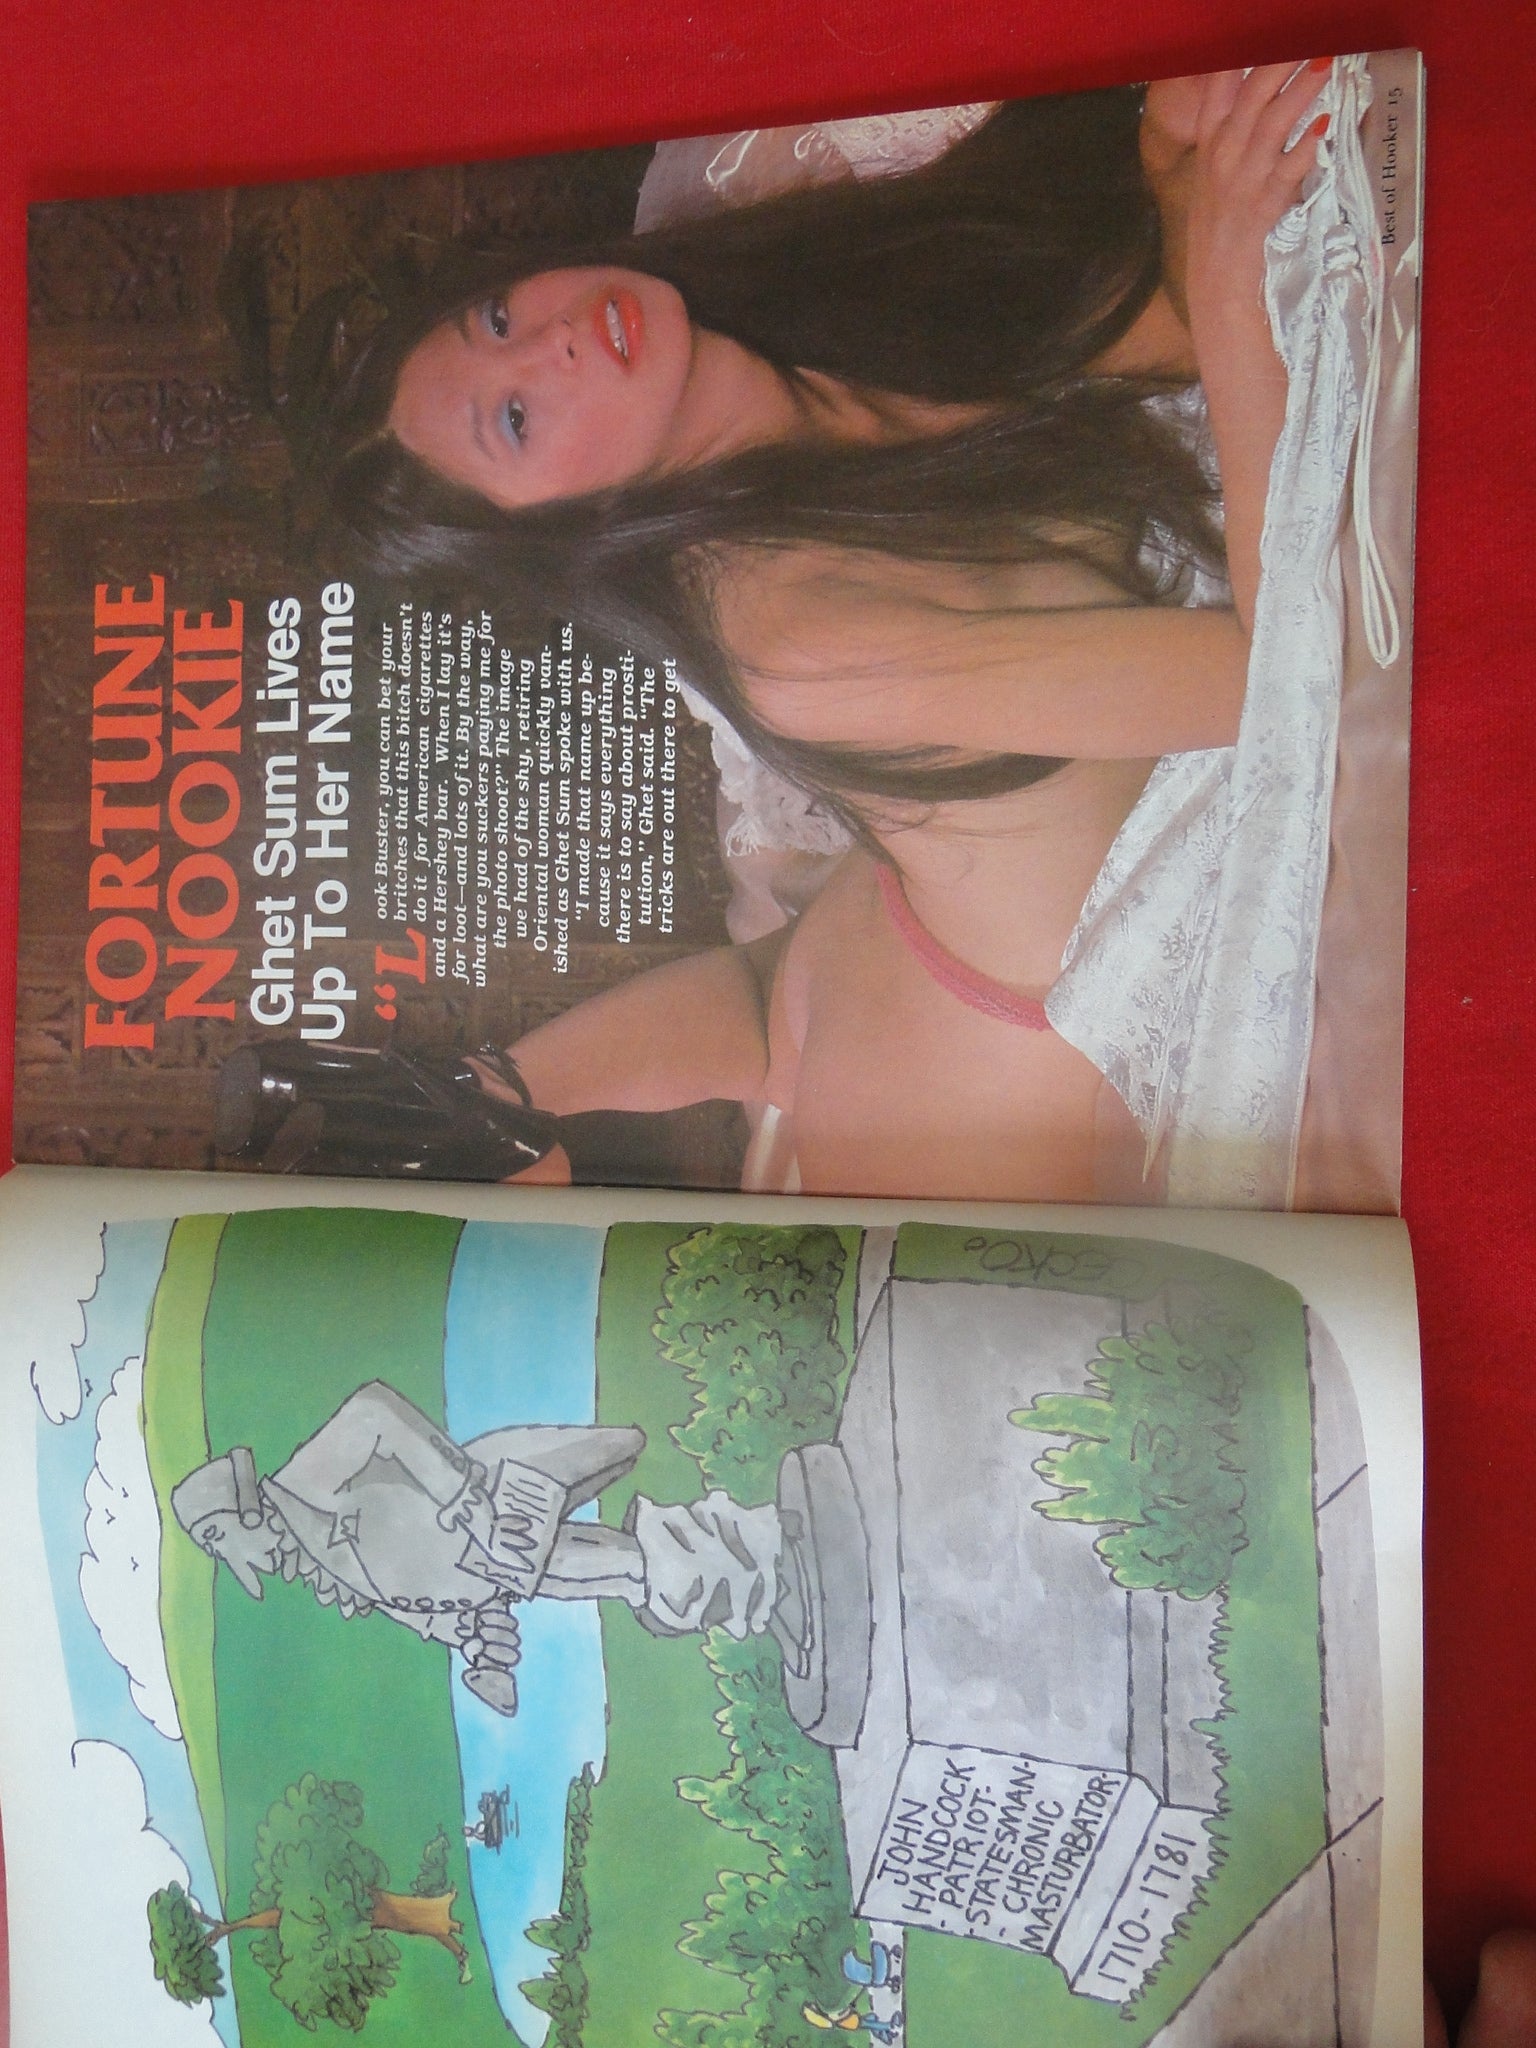 JOHN
HANDCOCK
·PATRIOT·
·STATESMAN·
·CHRONIC
MASTURBATOR·
1710-1781
FORTUNE
NOOKIE
Ghet Sum Lives
Up To Her Name
“Look Buster, you can bet your
britches that this bitch doesn't
do it for American cigarettes
and a Hershey bar. When I lay it's
for loot—and lots of it. By the way,
what are you suckers paying me for
the photo shoot?” The image
we had of the shy, retiring
Oriental woman quickly van-
ished as Ghet Sum spoke with us.
“I made that name up be-
cause it says everything
there is to say about prosti-
tution,” Ghet said. “The
tricks are out there to get
Best of Hooker 15